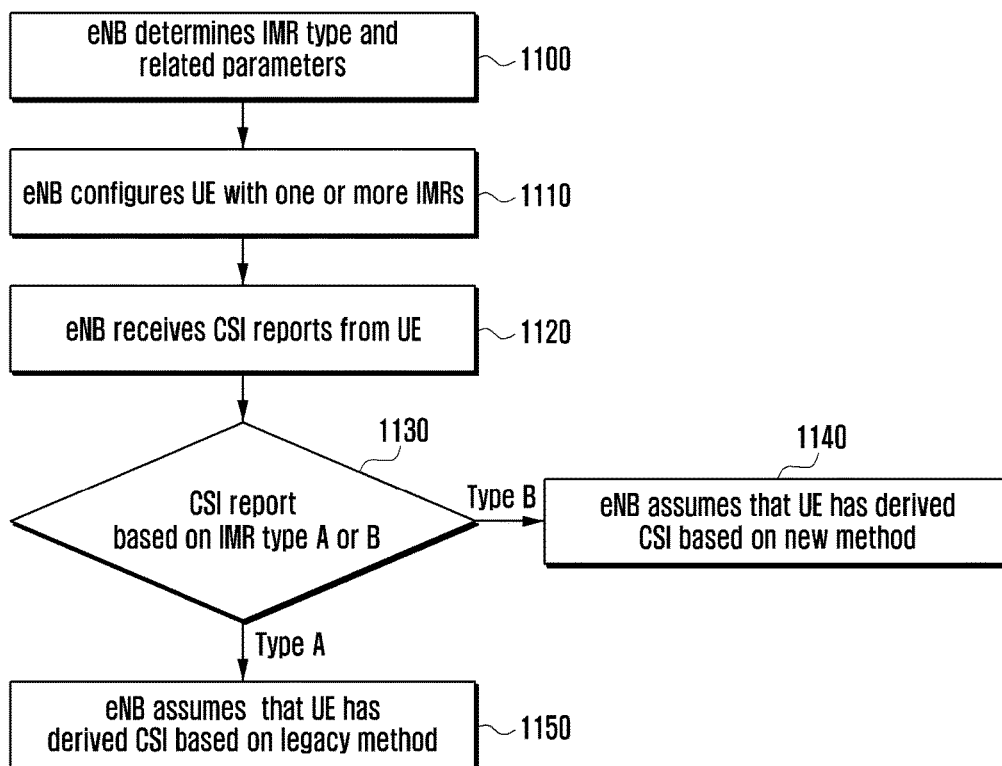 eNB determines IMR type and
related parameters
1100
eNB configures UE with one or more IMRs
1110
eNB receives CSI reports from UE
1120
1130
CSI report
based on IMR type A or B
Type B
1140
eNB assumes that UE has derived
CSI based on new method
Type A
eNB assumes that UE has
derived CSI based on legacy method
1150